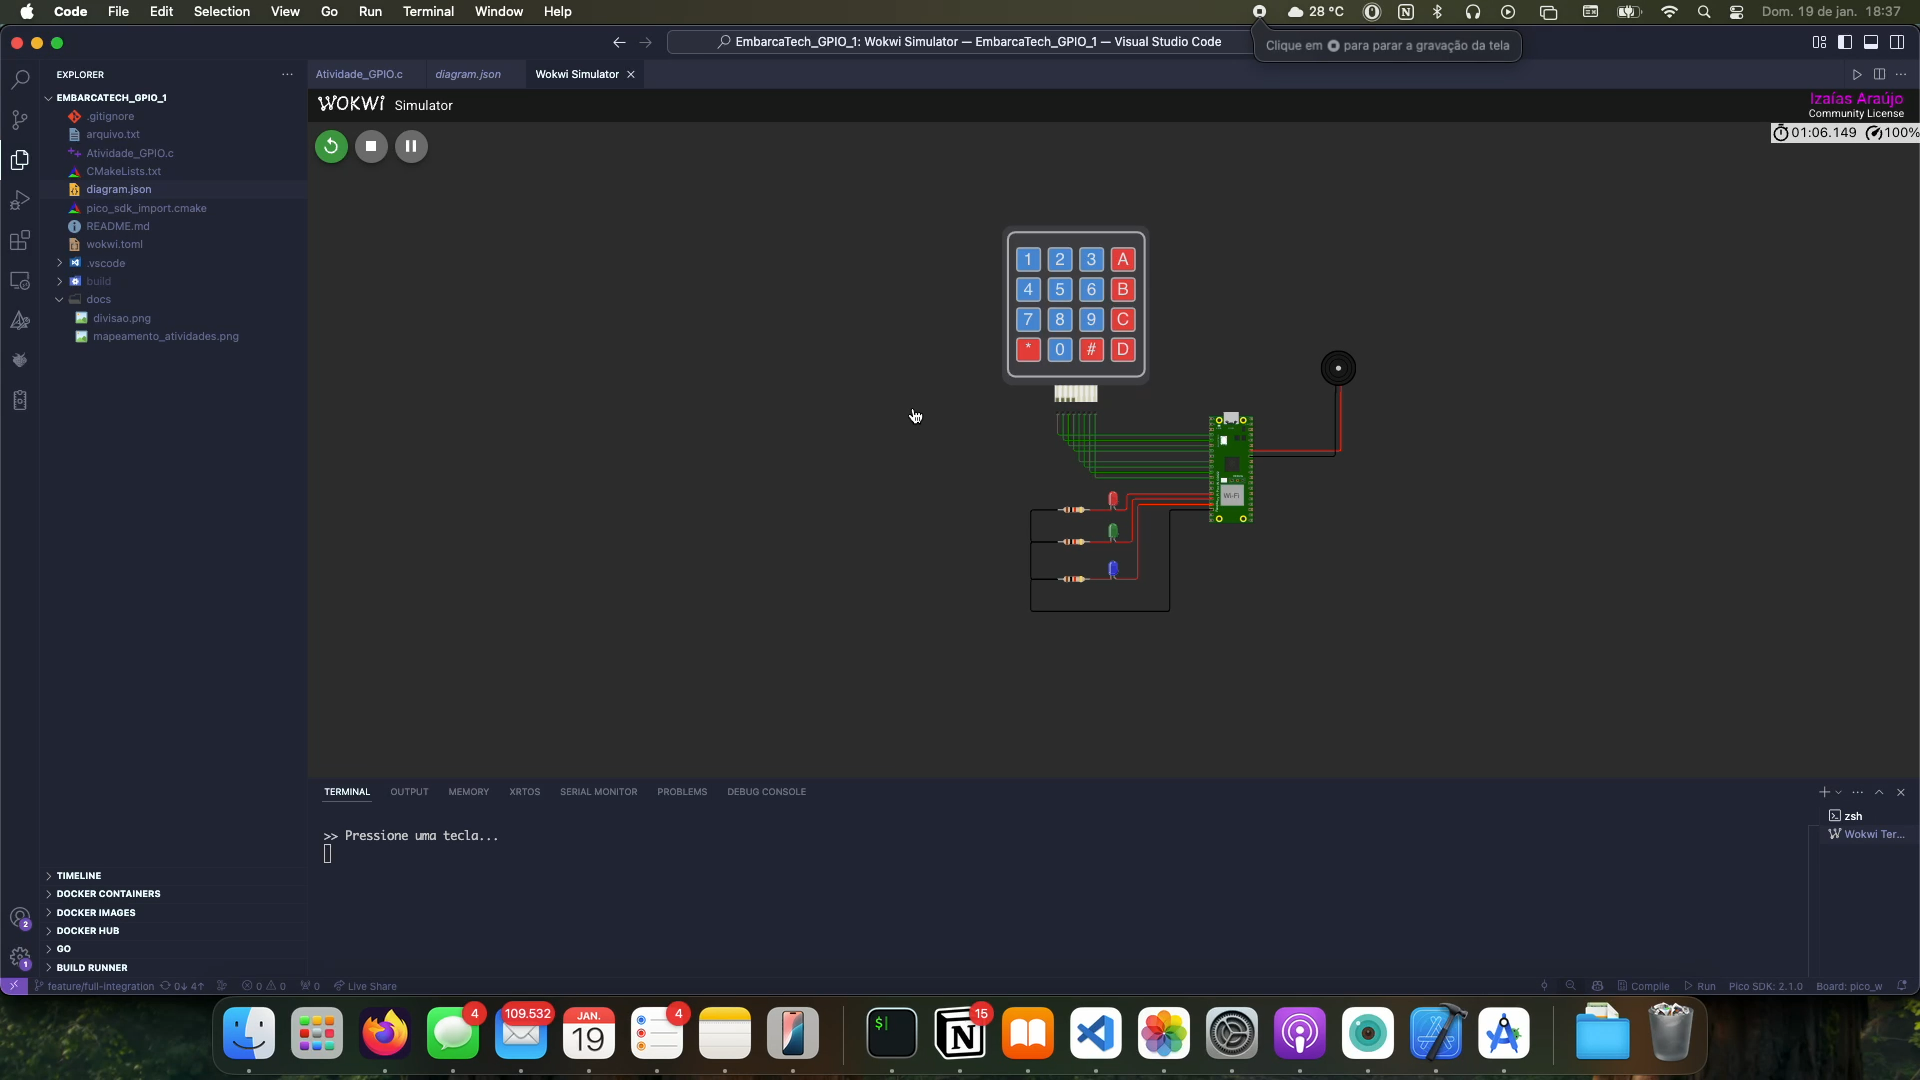 Code File Edit Selection View Go Run Terminal Window Help 28 °C Dom. 19 de jan. 18:37
EmbarcaTech_GPIO_1: Wokwi Simulator — EmbarcaTech_GPIO_1 — Visual Studio Code
Clique em para parar a gravação da tela
EXPLORER
Atividade_GPIO.c diagram.json Wokwi Simulator
EMBARCATECH_GPIO_1
.gitignore
arquivo.txt
Atividade_GPIO.c
CMakeLists.txt
diagram.json
pico_sdk_import.cmake
README.md
wokwi.toml
.vscode
build
docs
divisao.png
mapeamento_atividades.png
WOKWI Simulator
Izaías Araújo
Community License
01:06.149 100%
1 2 3 A
4 5 6 B
7 8 9 C
* 0 # D
Wi-Fi
TERMINAL OUTPUT MEMORY XRTOS SERIAL MONITOR PROBLEMS DEBUG CONSOLE
>> Pressione uma tecla...
zsh
Wokwi Ter...
TIMELINE
DOCKER CONTAINERS
DOCKER IMAGES
DOCKER HUB
GO
BUILD RUNNER
2
1
feature/full-integration 0↓ 4↑ 0 0 0 Live Share Compile Run Pico SDK: 2.1.0 Board: pico_w
4 109.532 JAN. 19 4 $ 15